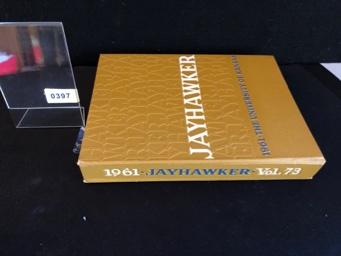 0397
JAYHAWKER
1961: THE UNIVERSITY OF KANSAS
1961 · JAYHAWKER · Vol. 73